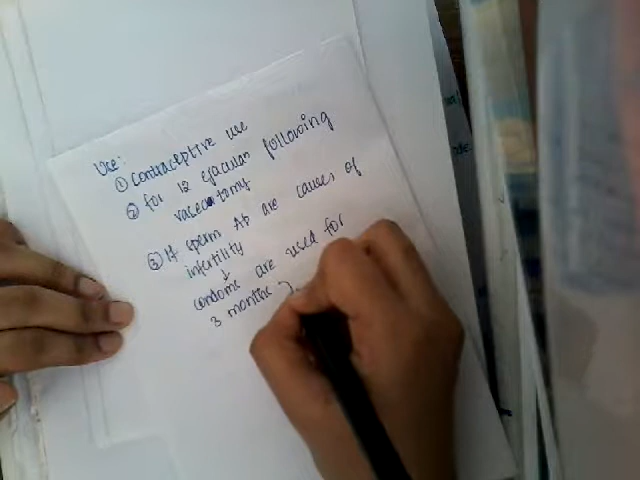 Use:
① Contraceptive use
② for 12 ejaculan following
vasectomy
③ If sperm Ab are causes of
infertility
↓
condoms are used for
3 months